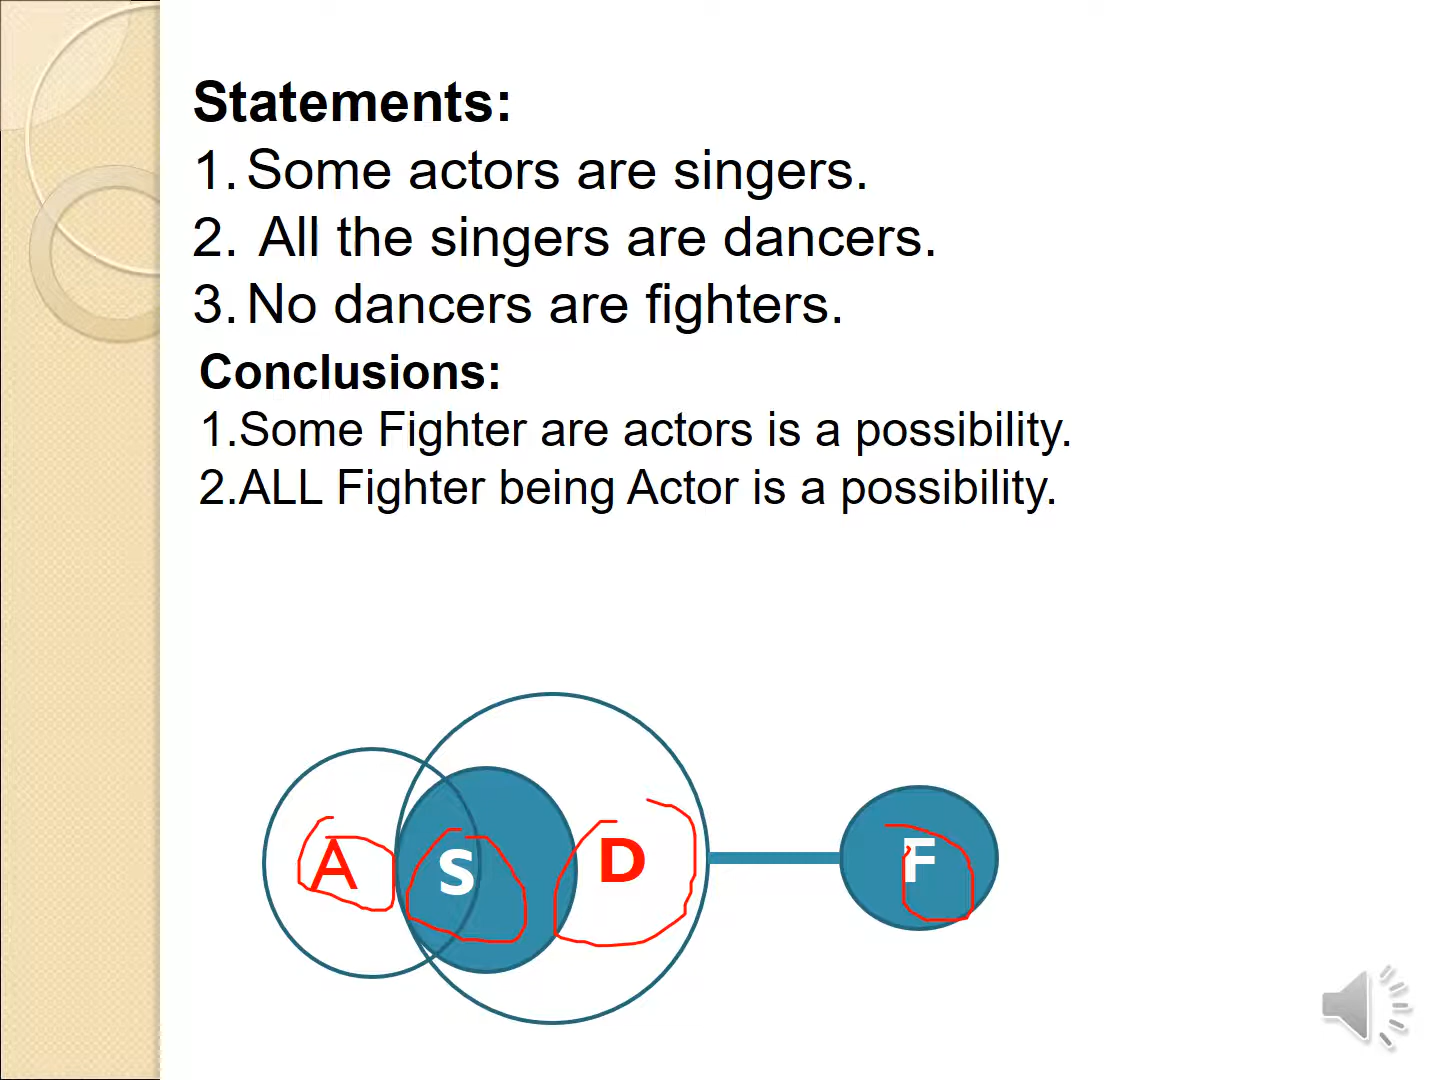 Statements:
1. Some actors are singers.
2. All the singers are dancers.
3. No dancers are fighters.
Conclusions:
1.Some Fighter are actors is a possibility.
2.ALL Fighter being Actor is a possibility.
A S D F